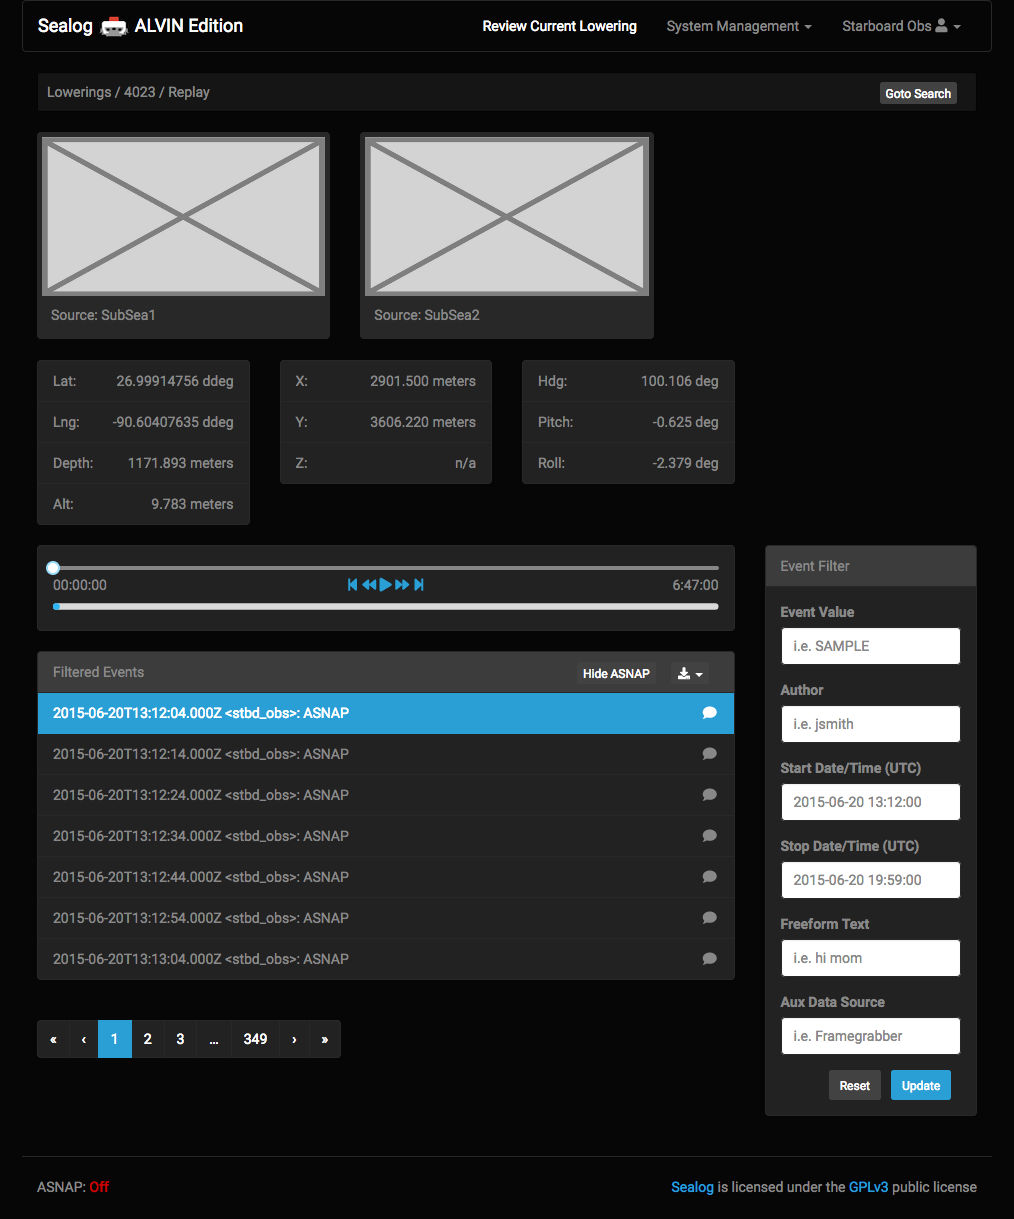 Sealog ALVIN Edition
Review Current Lowering System Management Starboard Obs
Lowerings / 4023 / Replay
Goto Search
Source: SubSea1
Source: SubSea2
Lat: 26.99914756 ddeg
Lng: -90.60407635 ddeg
Depth: 1171.893 meters
Alt: 9.783 meters
X: 2901.500 meters
Y: 3606.220 meters
Z: n/a
Hdg: 100.106 deg
Pitch: -0.625 deg
Roll: -2.379 deg
00:00:00 6:47:00
Filtered Events Hide ASNAP
2015-06-20T13:12:04.000Z <stbd_obs>: ASNAP
2015-06-20T13:12:14.000Z <stbd_obs>: ASNAP
2015-06-20T13:12:24.000Z <stbd_obs>: ASNAP
2015-06-20T13:12:34.000Z <stbd_obs>: ASNAP
2015-06-20T13:12:44.000Z <stbd_obs>: ASNAP
2015-06-20T13:12:54.000Z <stbd_obs>: ASNAP
2015-06-20T13:13:04.000Z <stbd_obs>: ASNAP
« ‹ 1 2 3 ... 349 › »
Event Filter
Event Value
i.e. SAMPLE
Author
i.e. jsmith
Start Date/Time (UTC)
2015-06-20 13:12:00
Stop Date/Time (UTC)
2015-06-20 19:59:00
Freeform Text
i.e. hi mom
Aux Data Source
i.e. Framegrabber
Reset Update
ASNAP: Off
Sealog is licensed under the GPLv3 public license